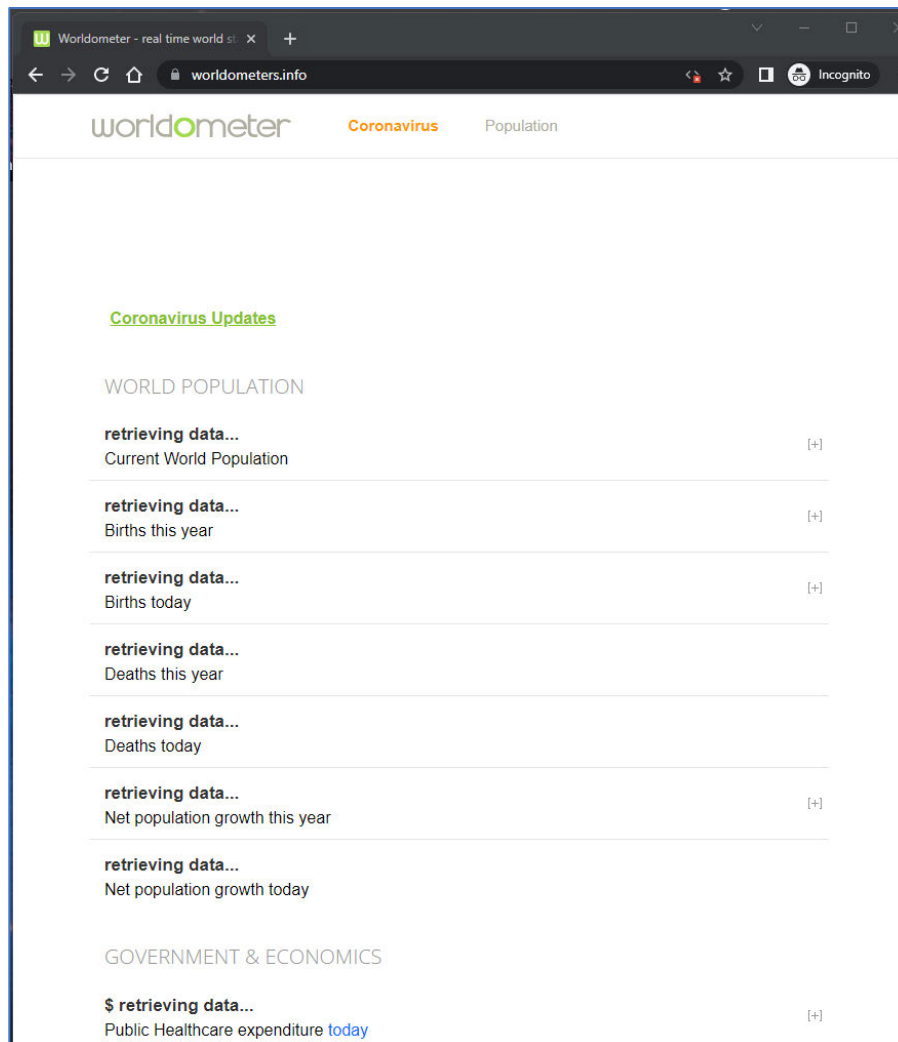 Worldometer - real time world st
worldometers.info
Incognito
worldometer
Coronavirus
Population
Coronavirus Updates
WORLD POPULATION
retrieving data...
Current World Population
[+]
retrieving data...
Births this year
[+]
retrieving data...
Births today
[+]
retrieving data...
Deaths this year
retrieving data...
Deaths today
retrieving data...
Net population growth this year
[+]
retrieving data...
Net population growth today
GOVERNMENT & ECONOMICS
$ retrieving data...
Public Healthcare expenditure today
[+]